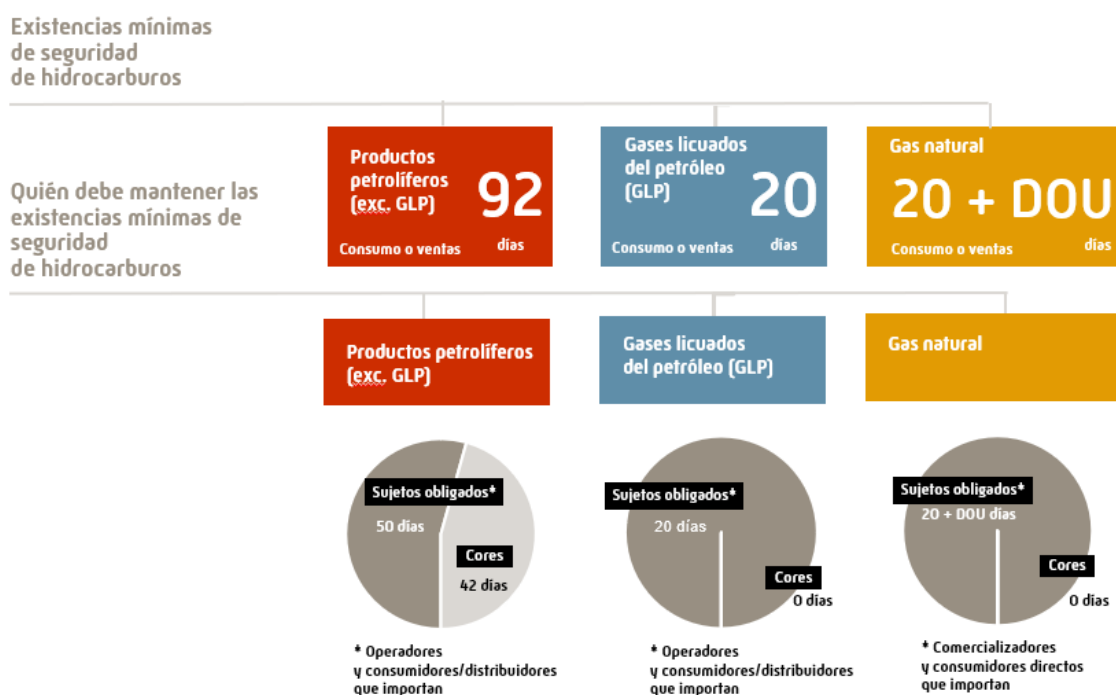 Existencias mínimas
de seguridad
de hidrocarburos
Productos
petrolíferos
(exc. GLP)
92
Consumo o ventas
días
Gases licuados
del petróleo
(GLP)
20
Consumo o ventas
días
Gas natural
20 + DOU
Consumo o ventas
días
Quién debe mantener las
existencias mínimas de
seguridad
de hidrocarburos
Productos petrolíferos
(exc. GLP)
Gases licuados
del petróleo (GLP)
Gas natural
Sujetos obligados*
50 días
Cores
42 días
* Operadores
y consumidores/distribuidores
que importan
Sujetos obligados*
20 días
Cores
0 días
* Operadores
y consumidores/distribuidores
que importan
Sujetos obligados*
20 + DOU días
Cores
0 días
* Comercializadores
y consumidores directos
que importan